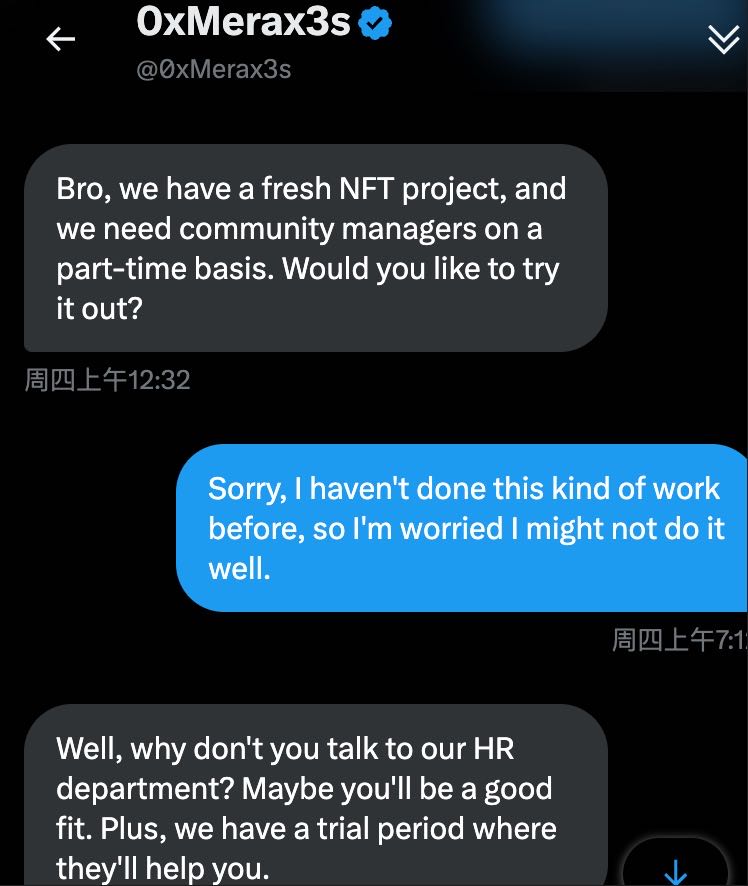 0xMerax3s
@0xMerax3s
Bro, we have a fresh NFT project, and
we need community managers on a
part-time basis. Would you like to try
it out?
周四上午12:32
Sorry, I haven't done this kind of work
before, so I'm worried I might not do it
well.
周四上午7:1
Well, why don't you talk to our HR
department? Maybe you'll be a good
fit. Plus, we have a trial period where
they'll help you.